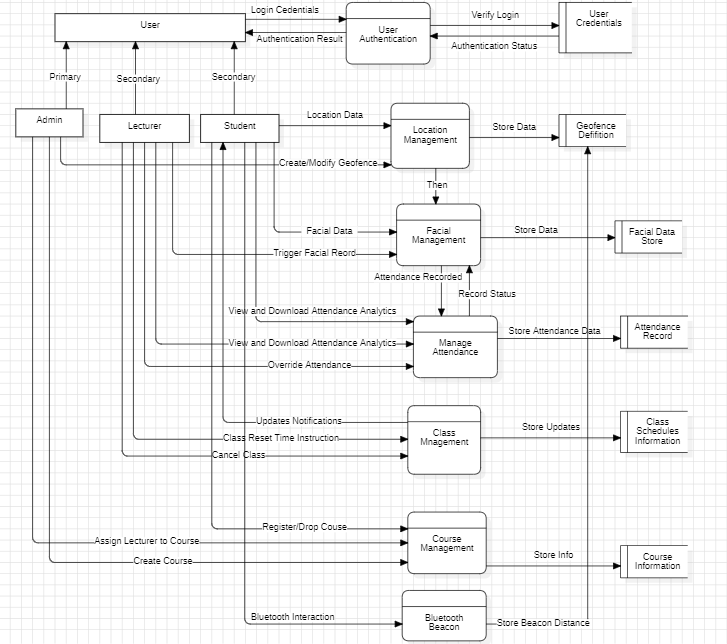 Login Cedentials
User
Authentication Result
User
Authentication
Verify Login
Authentication Status
User
Credentials
Primary
Secondary
Secondary
Admin
Lecturer
Student
Location Data
Location
Management
Store Data
Geofence
Defifition
Create/Modify Geofence
Then
Facial Data
Facial
Management
Store Data
Facial Data
Store
Trigger Facial Reord
Attendance Recorded
Record Status
View and Download Attendance Analytics
View and Download Attendance Analytics
Manage
Attendance
Store Attendance Data
Attendance
Record
Override Attendance
Updates Notifications
Class Reset Time Instruction
Cancel Class
Class
Mnagement
Store Updates
Class
Schedules
Information
Register/Drop Couse
Assign Lecturer to Course
Create Course
Course
Management
Store Info
Course
Information
Bluetooth Interaction
Bluetooth
Beacon
Store Beacon Distance